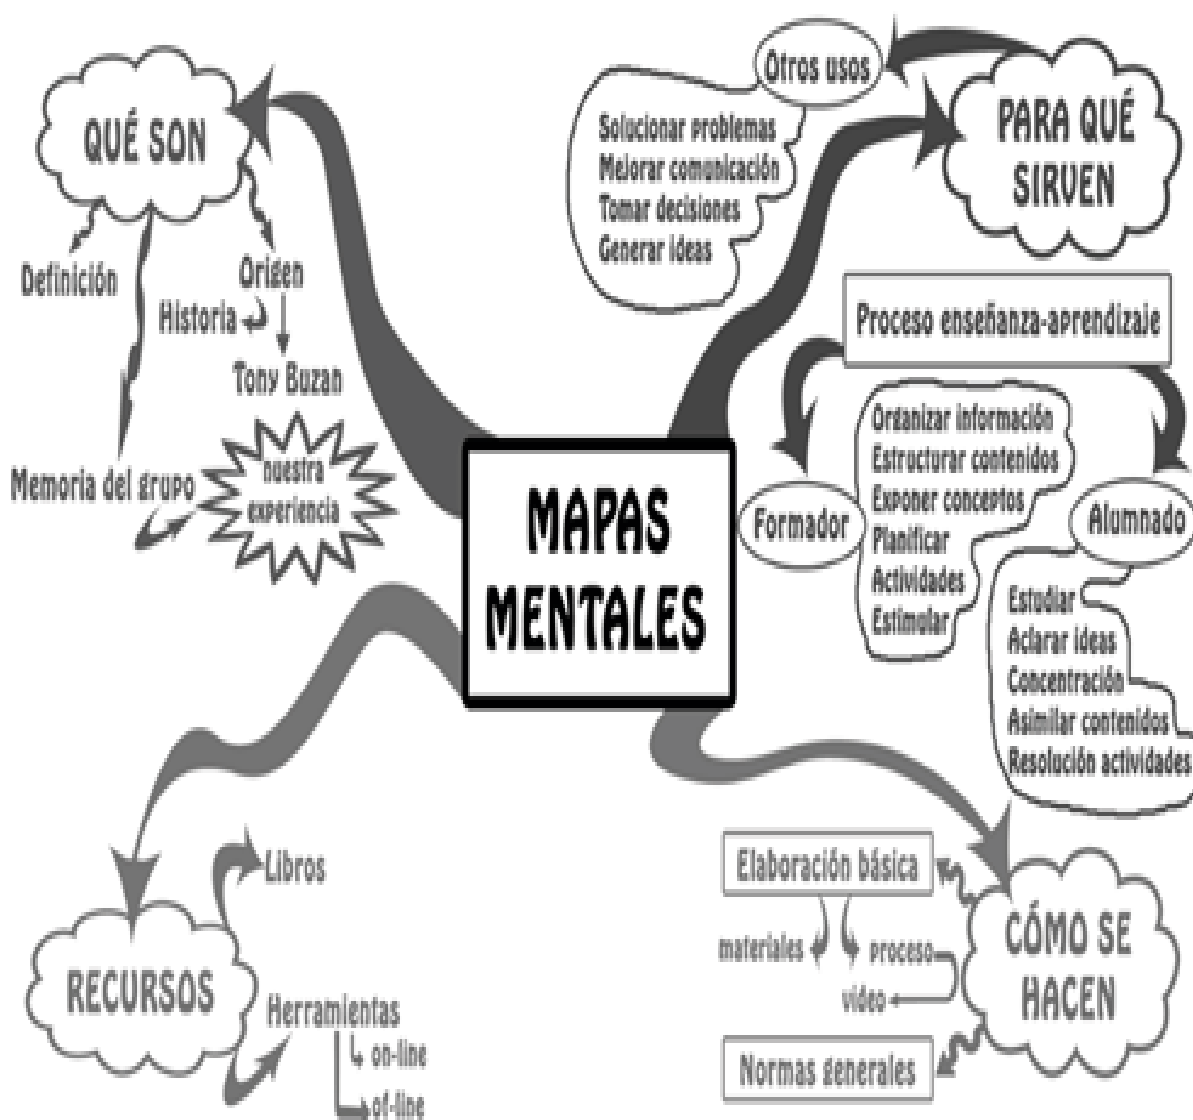 QUÉ SON
Definición
Origen
Historia
Tony Buzan
Memoria del grupo
nuestra
experiencia
Otros usos
Solucionar problemas
Mejorar comunicación
Tomar decisiones
Generar ideas
PARA QUÉ
SIRVEN
Proceso enseñanza-aprendizaje
Formador
Organizar información
Estructurar contenidos
Exponer conceptos
Planificar
Actividades
Estimular
Alumnado
Estudiar
Aclarar ideas
Concentración
Asimilar contenidos
Resolución actividades
MAPAS
MENTALES
RECURSOS
Libros
Herramientas
on-line
of-line
CÓMO SE
HACEN
Elaboración básica
materiales
proceso
video
Normas generales